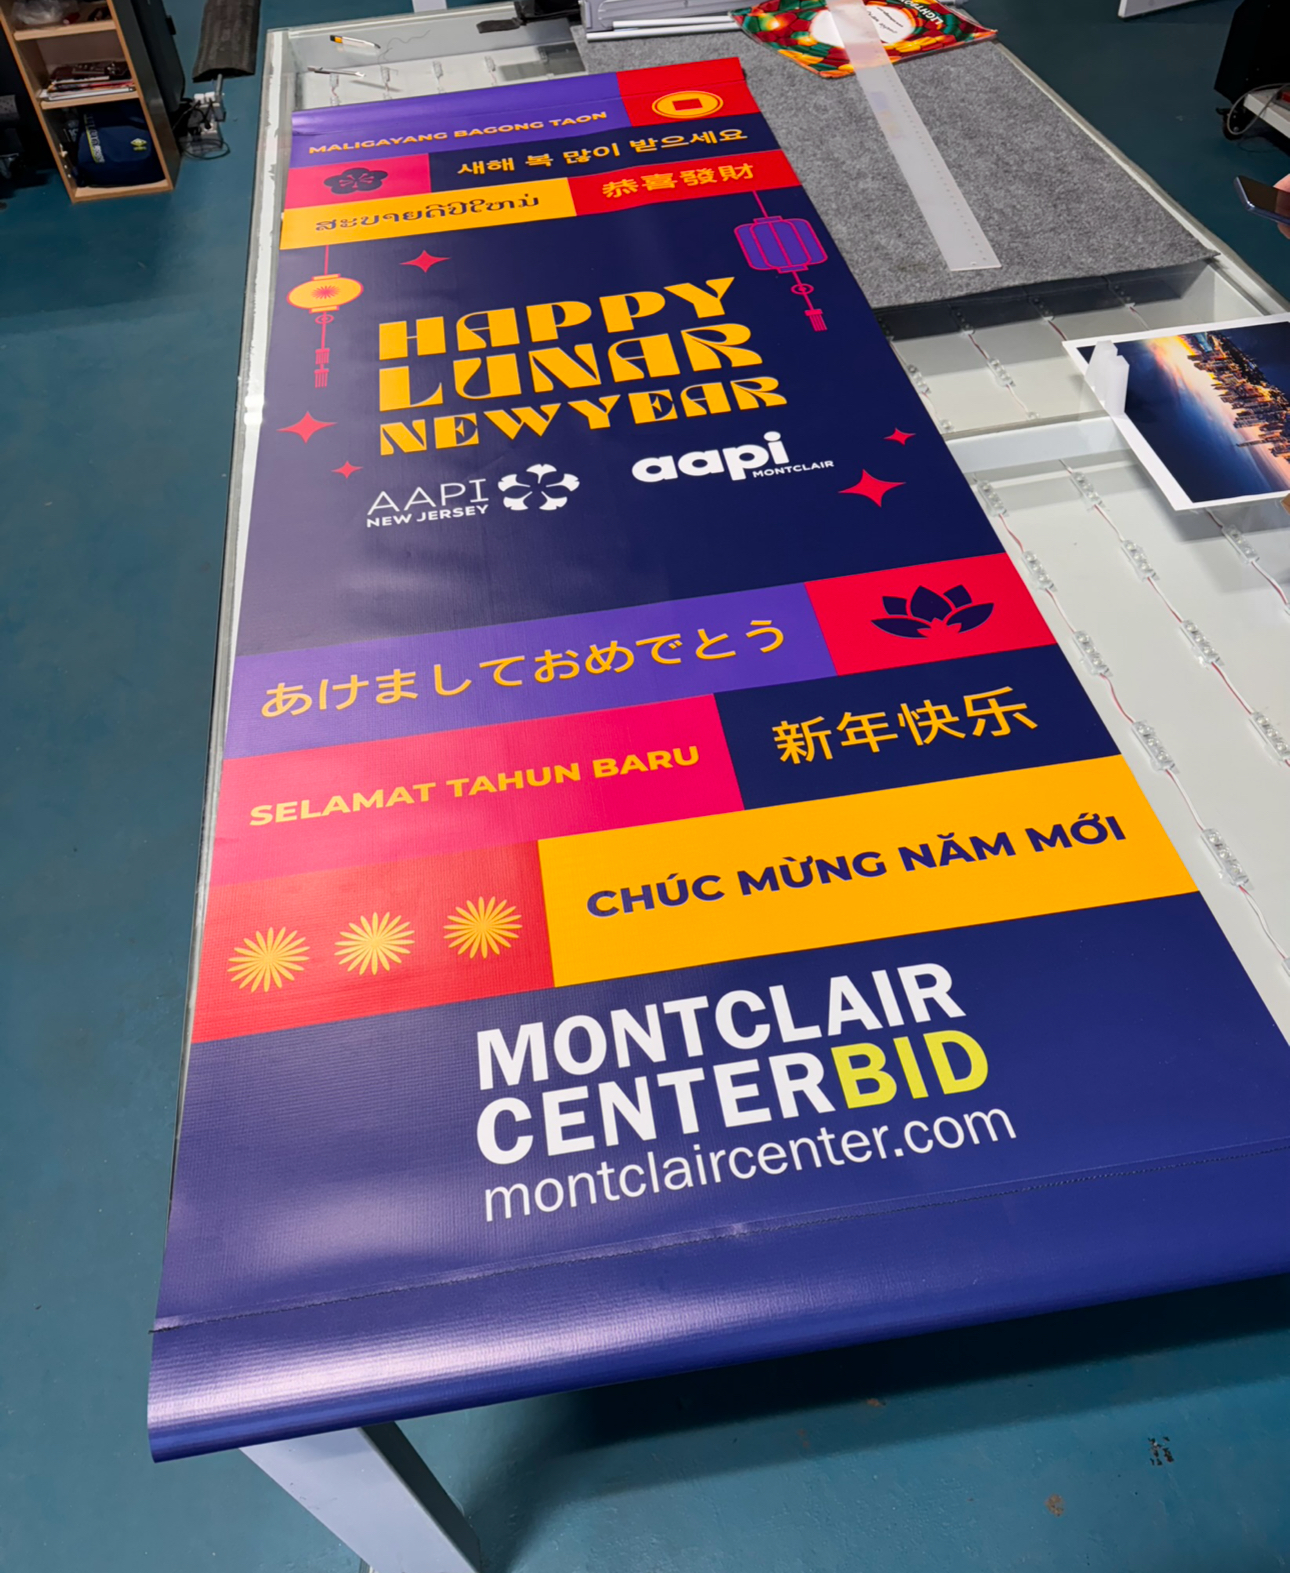 MALIGAYANG BAGONG TAON
새해 복 많이 받으세요
ສະບາຍດີປີໃຫມ່
恭喜發財
HAPPY
LUNAR
NEW YEAR
AAPI
NEW JERSEY
aapi
MONTCLAIR
あけましておめでとう
SELAMAT TAHUN BARU
新年快乐
CHÚC MỪNG NĂM MỚI
MONTCLAIR
CENTERBID
montclaircenter.com